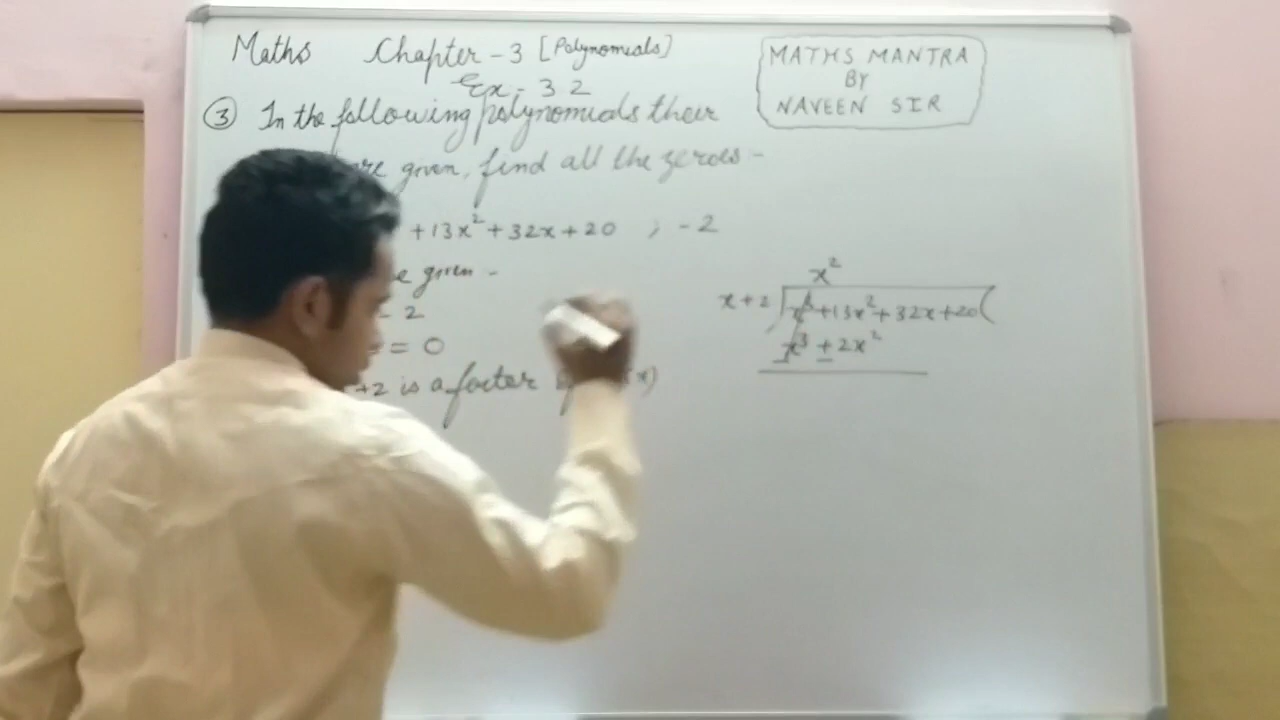 Maths Chapter-3 [Polynomials]
Ex-3 2
MATHS MANTRA
BY
NAVEEN SIR
③ In the following polynomials their
given, find all the zeroes -
+13x²+32x+20 ; -2
given -
- 2
= 0
+2 is a factor x)
x²
x+2 ) x³+13x²+32x+20(
x³ + 2x²